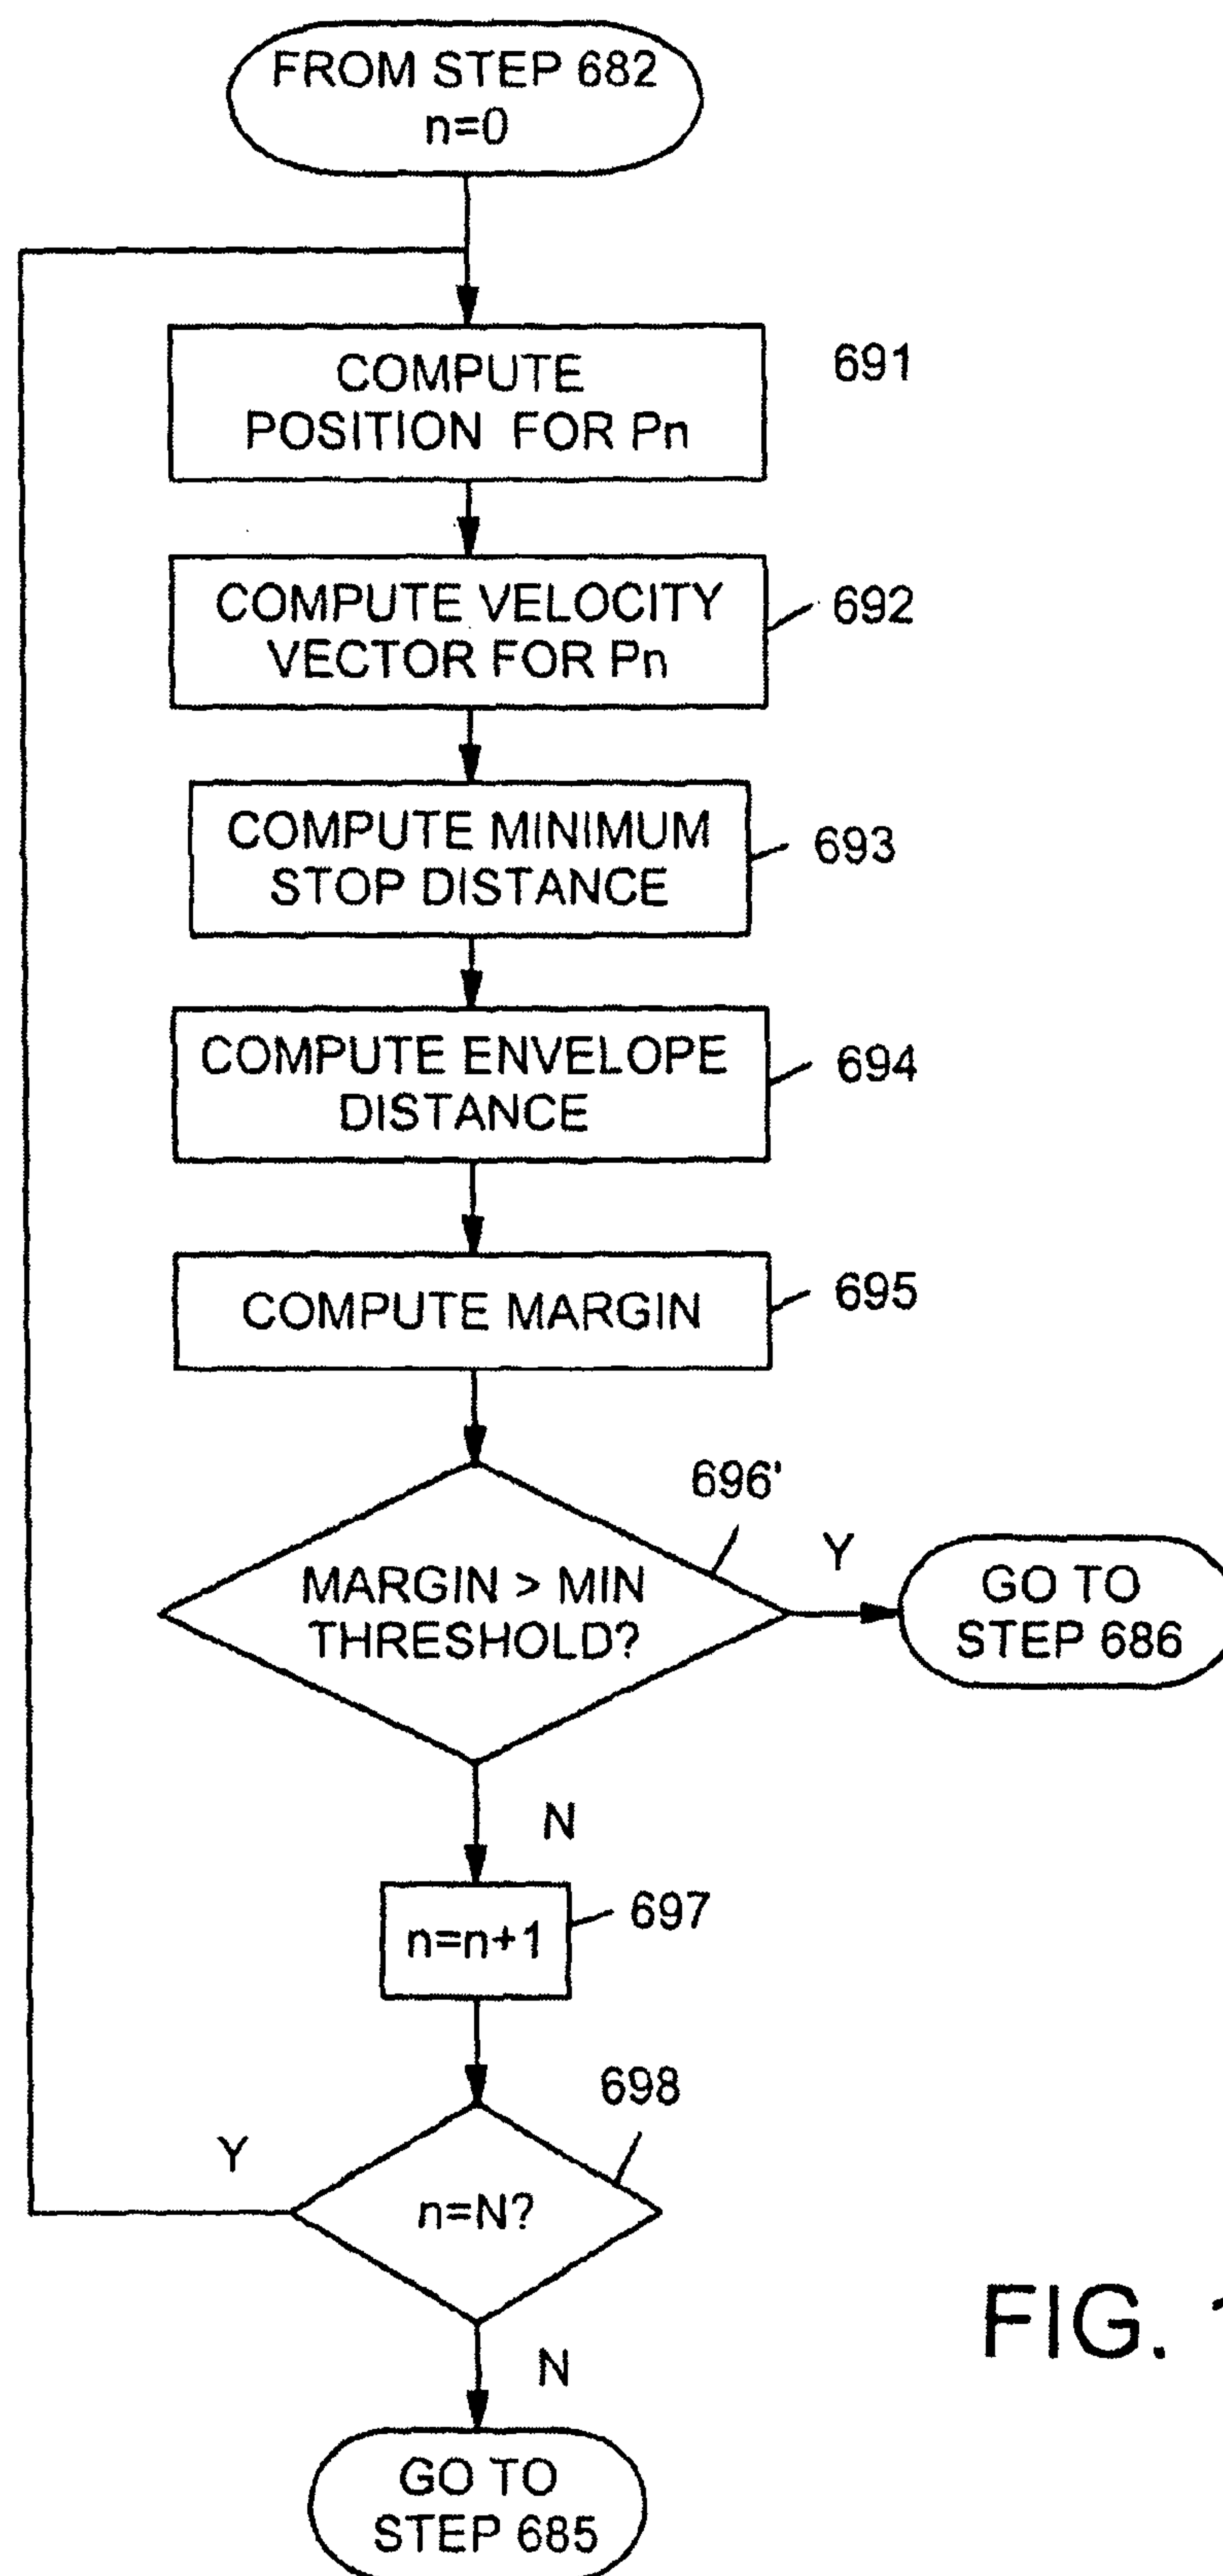 FROM STEP 682
n=0
COMPUTE
POSITION FOR Pn
691
COMPUTE VELOCITY
VECTOR FOR Pn
692
COMPUTE MINIMUM
STOP DISTANCE
693
COMPUTE ENVELOPE
DISTANCE
694
COMPUTE MARGIN
695
696'
MARGIN > MIN
THRESHOLD?
Y
GO TO
STEP 686
N
n=n+1
697
698
Y
n=N?
N
GO TO
STEP 685
FIG.